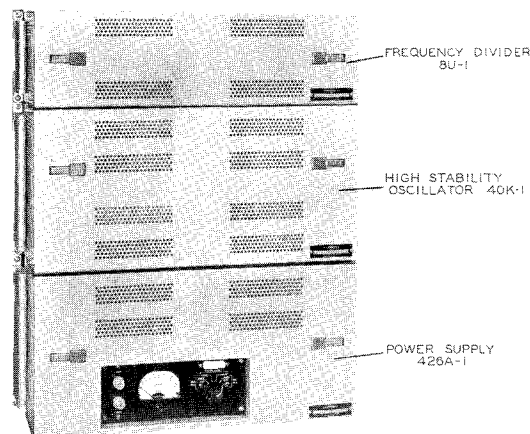 FREQUENCY DIVIDER
8U-1
HIGH STABILITY
OSCILLATOR 40K-1
POWER SUPPLY
426A-1